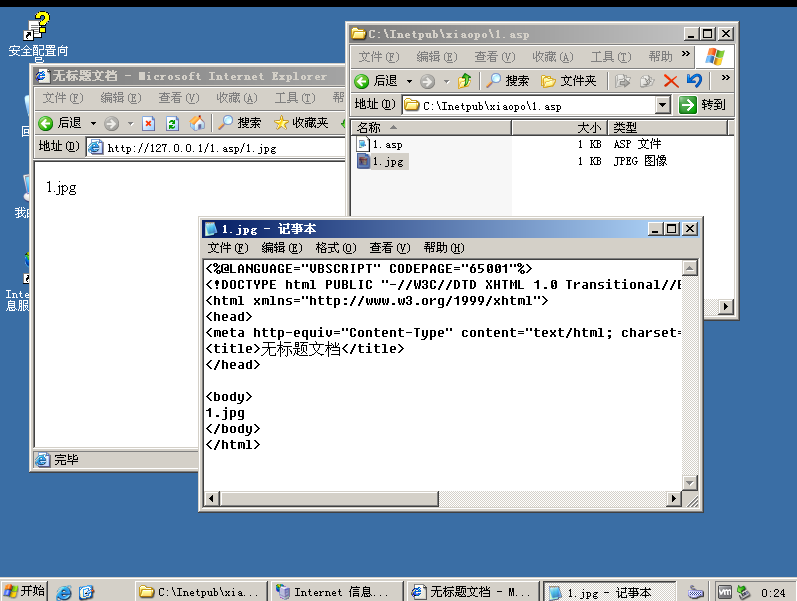 安全配置向
导
C:\Inetpub\xiaopo\1.asp
文件(F) 编辑(E) 查看(V) 收藏(A) 工具(T) 帮助 »
后退 搜索 文件夹 »
地址(D) C:\Inetpub\xiaopo\1.asp 转到
名称 大小 类型
1.asp 1 KB ASP 文件
1.jpg 1 KB JPEG 图像
无标题文档 - Microsoft Internet Explorer
文件(F) 编辑(E) 查看(V) 收藏(A) 工具(T) 帮
后退 搜索 收藏夹
地址(D) http://127.0.0.1/1.asp/1.jpg
1.jpg
完毕
回
我的
Inte
息服
1.jpg - 记事本
文件(F) 编辑(E) 格式(O) 查看(V) 帮助(H)
<%@LANGUAGE="VBSCRIPT" CODEPAGE="65001"%>
<!DOCTYPE html PUBLIC "-//W3C//DTD XHTML 1.0 Transitional//E
<html xmlns="http://www.w3.org/1999/xhtml">
<head>
<meta http-equiv="Content-Type" content="text/html; charset=
<title>无标题文档</title>
</head>
<body>
1.jpg
</body>
</html>
开始 C:\Inetpub\xia... Internet 信息... 无标题文档 - M... 1.jpg - 记事本 vm 0:24